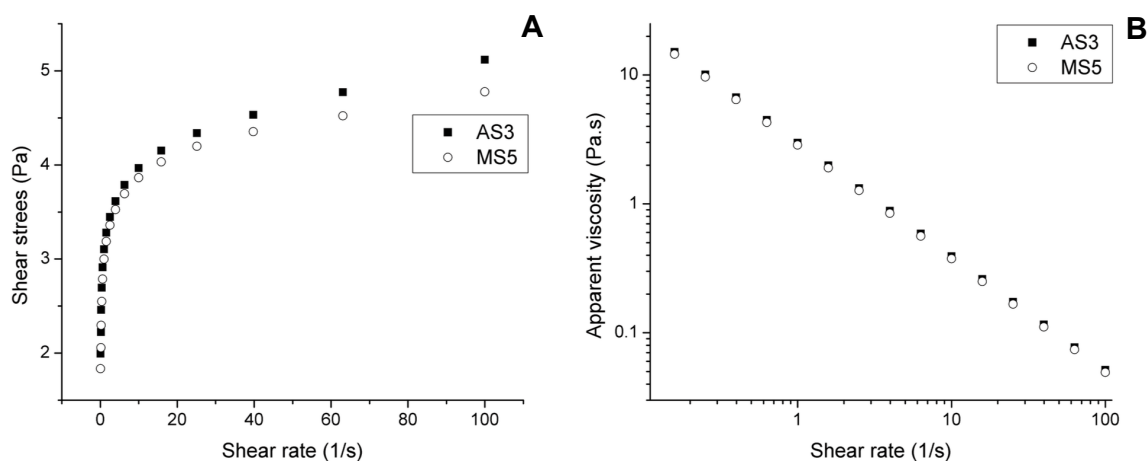 A
5
4
3
2
0
20
40
60
80
100
Shear strees (Pa)
Shear rate (1/s)
AS3
MS5
B
10
1
0.1
1
10
100
Apparent viscosity (Pa.s)
Shear rate (1/s)
AS3
MS5